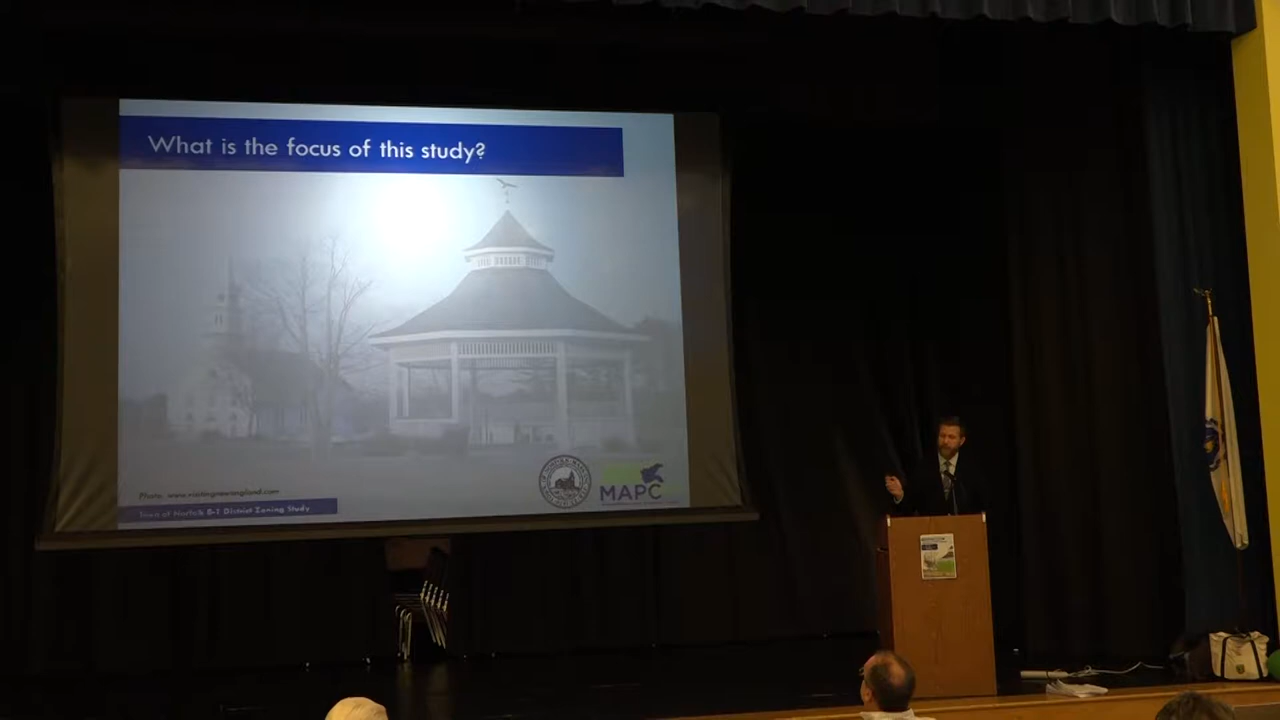 What is the focus of this study?
Photo: www.visitingnewengland.com
Town of Norfolk B-1 District Zoning Study
MAPC